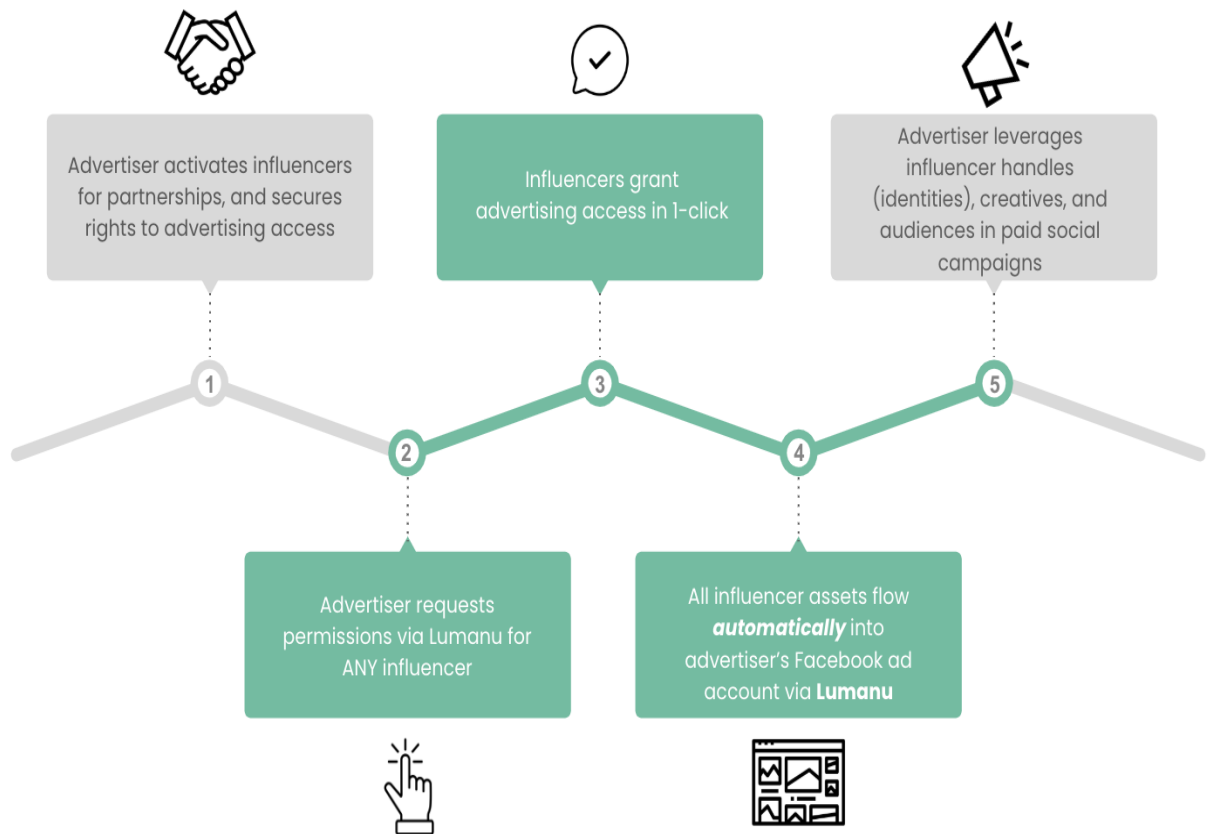 Advertiser activates influencers
for partnerships, and secures
rights to advertising access
Influencers grant
advertising access in 1-click
Advertiser leverages
influencer handles
(identities), creatives, and
audiences in paid social
campaigns
1
2
3
4
5
Advertiser requests
permissions via Lumanu for
ANY influencer
All influencer assets flow
automatically into
advertiser’s Facebook ad
account via Lumanu